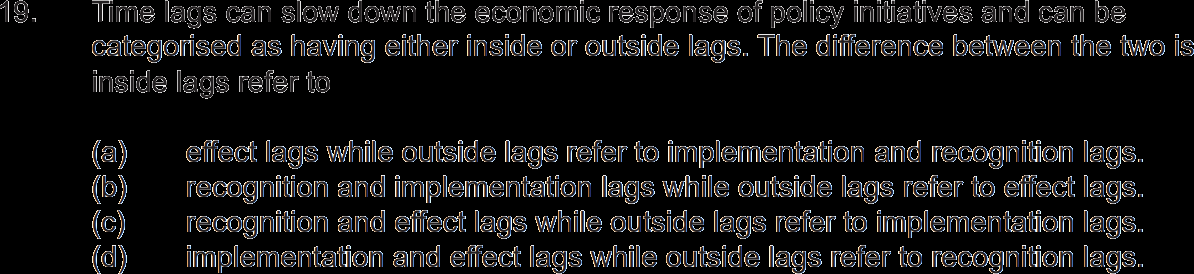 19. Time lags can slow down the economic response of policy initiatives and can be
categorised as having either inside or outside lags. The difference between the two is
inside lags refer to
(a) effect lags while outside lags refer to implementation and recognition lags.
(b) recognition and implementation lags while outside lags refer to effect lags.
(c) recognition and effect lags while outside lags refer to implementation lags.
(d) implementation and effect lags while outside lags refer to recognition lags.